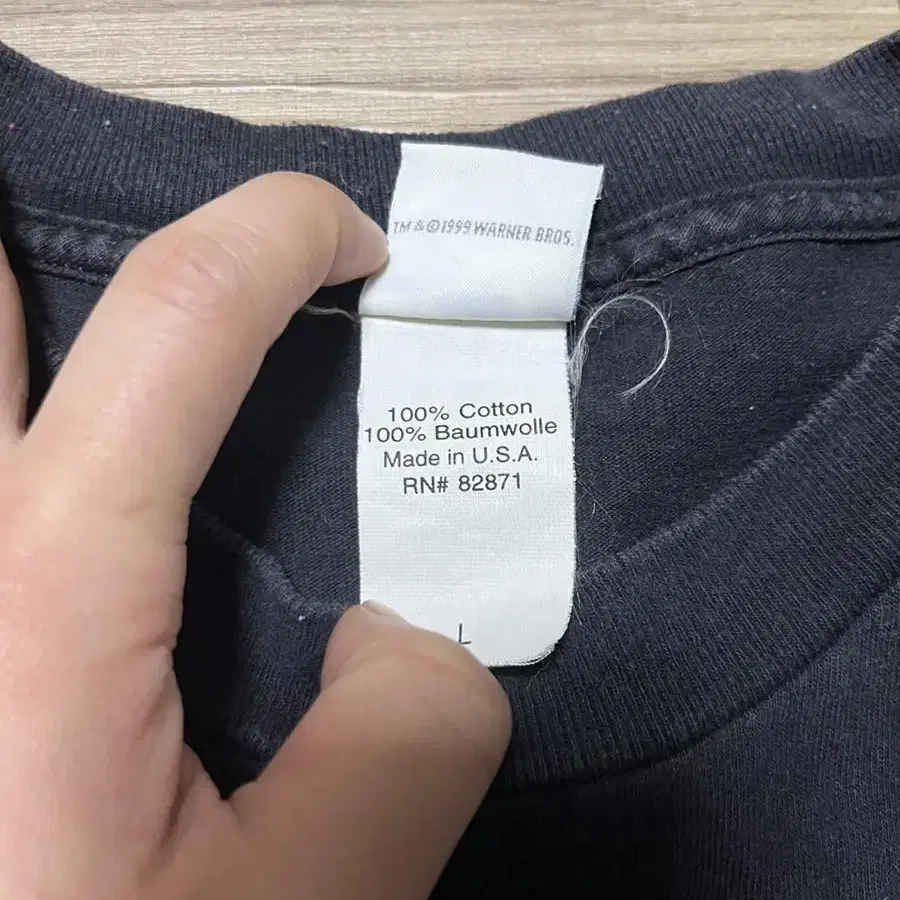 TM & ©1999 WARNER BROS.
100% Cotton
100% Baumwolle
Made in U.S.A.
RN# 82871
L